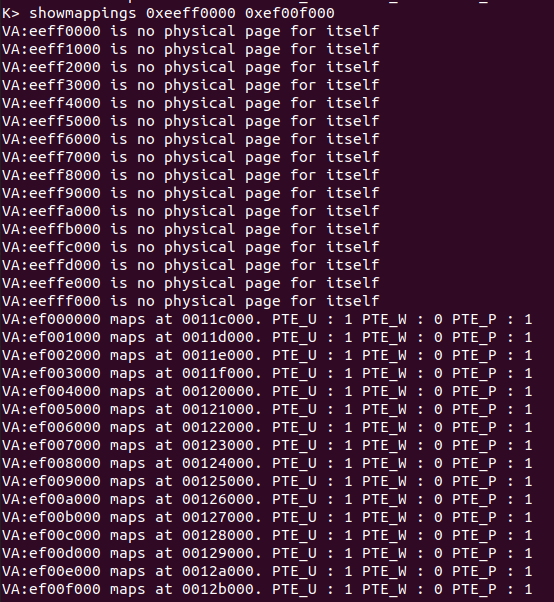 K> showmappings 0xeeff0000 0xef00f000
VA:eeff0000 is no physical page for itself
VA:eeff1000 is no physical page for itself
VA:eeff2000 is no physical page for itself
VA:eeff3000 is no physical page for itself
VA:eeff4000 is no physical page for itself
VA:eeff5000 is no physical page for itself
VA:eeff6000 is no physical page for itself
VA:eeff7000 is no physical page for itself
VA:eeff8000 is no physical page for itself
VA:eeff9000 is no physical page for itself
VA:eeffa000 is no physical page for itself
VA:eeffb000 is no physical page for itself
VA:eeffc000 is no physical page for itself
VA:eeffd000 is no physical page for itself
VA:eeffe000 is no physical page for itself
VA:eefff000 is no physical page for itself
VA:ef000000 maps at 0011c000. PTE_U : 1 PTE_W : 0 PTE_P : 1
VA:ef001000 maps at 0011d000. PTE_U : 1 PTE_W : 0 PTE_P : 1
VA:ef002000 maps at 0011e000. PTE_U : 1 PTE_W : 0 PTE_P : 1
VA:ef003000 maps at 0011f000. PTE_U : 1 PTE_W : 0 PTE_P : 1
VA:ef004000 maps at 00120000. PTE_U : 1 PTE_W : 0 PTE_P : 1
VA:ef005000 maps at 00121000. PTE_U : 1 PTE_W : 0 PTE_P : 1
VA:ef006000 maps at 00122000. PTE_U : 1 PTE_W : 0 PTE_P : 1
VA:ef007000 maps at 00123000. PTE_U : 1 PTE_W : 0 PTE_P : 1
VA:ef008000 maps at 00124000. PTE_U : 1 PTE_W : 0 PTE_P : 1
VA:ef009000 maps at 00125000. PTE_U : 1 PTE_W : 0 PTE_P : 1
VA:ef00a000 maps at 00126000. PTE_U : 1 PTE_W : 0 PTE_P : 1
VA:ef00b000 maps at 00127000. PTE_U : 1 PTE_W : 0 PTE_P : 1
VA:ef00c000 maps at 00128000. PTE_U : 1 PTE_W : 0 PTE_P : 1
VA:ef00d000 maps at 00129000. PTE_U : 1 PTE_W : 0 PTE_P : 1
VA:ef00e000 maps at 0012a000. PTE_U : 1 PTE_W : 0 PTE_P : 1
VA:ef00f000 maps at 0012b000. PTE_U : 1 PTE_W : 0 PTE_P : 1